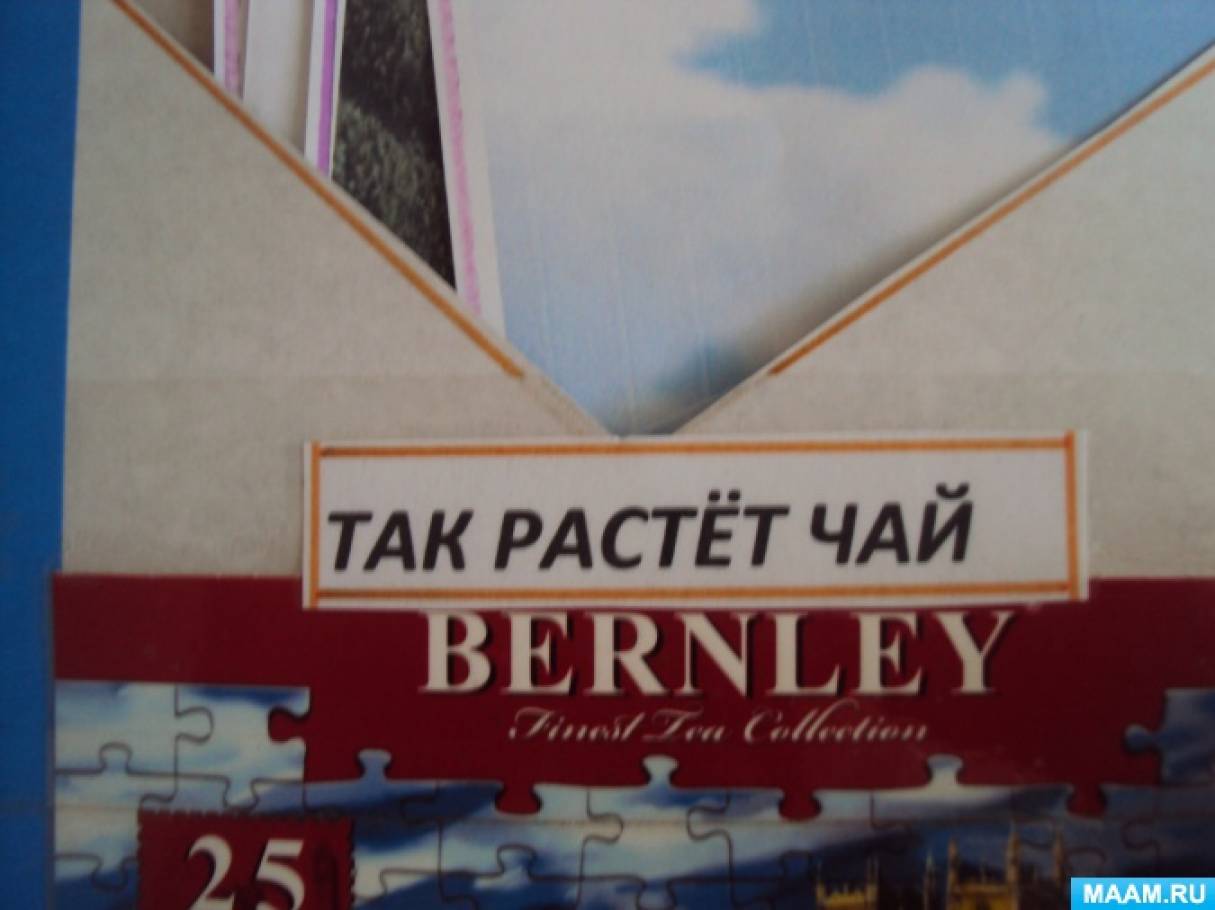 ТАК РАСТЁТ ЧАЙ
BERNLEY
Finest Tea Collection
25
MAAM.RU